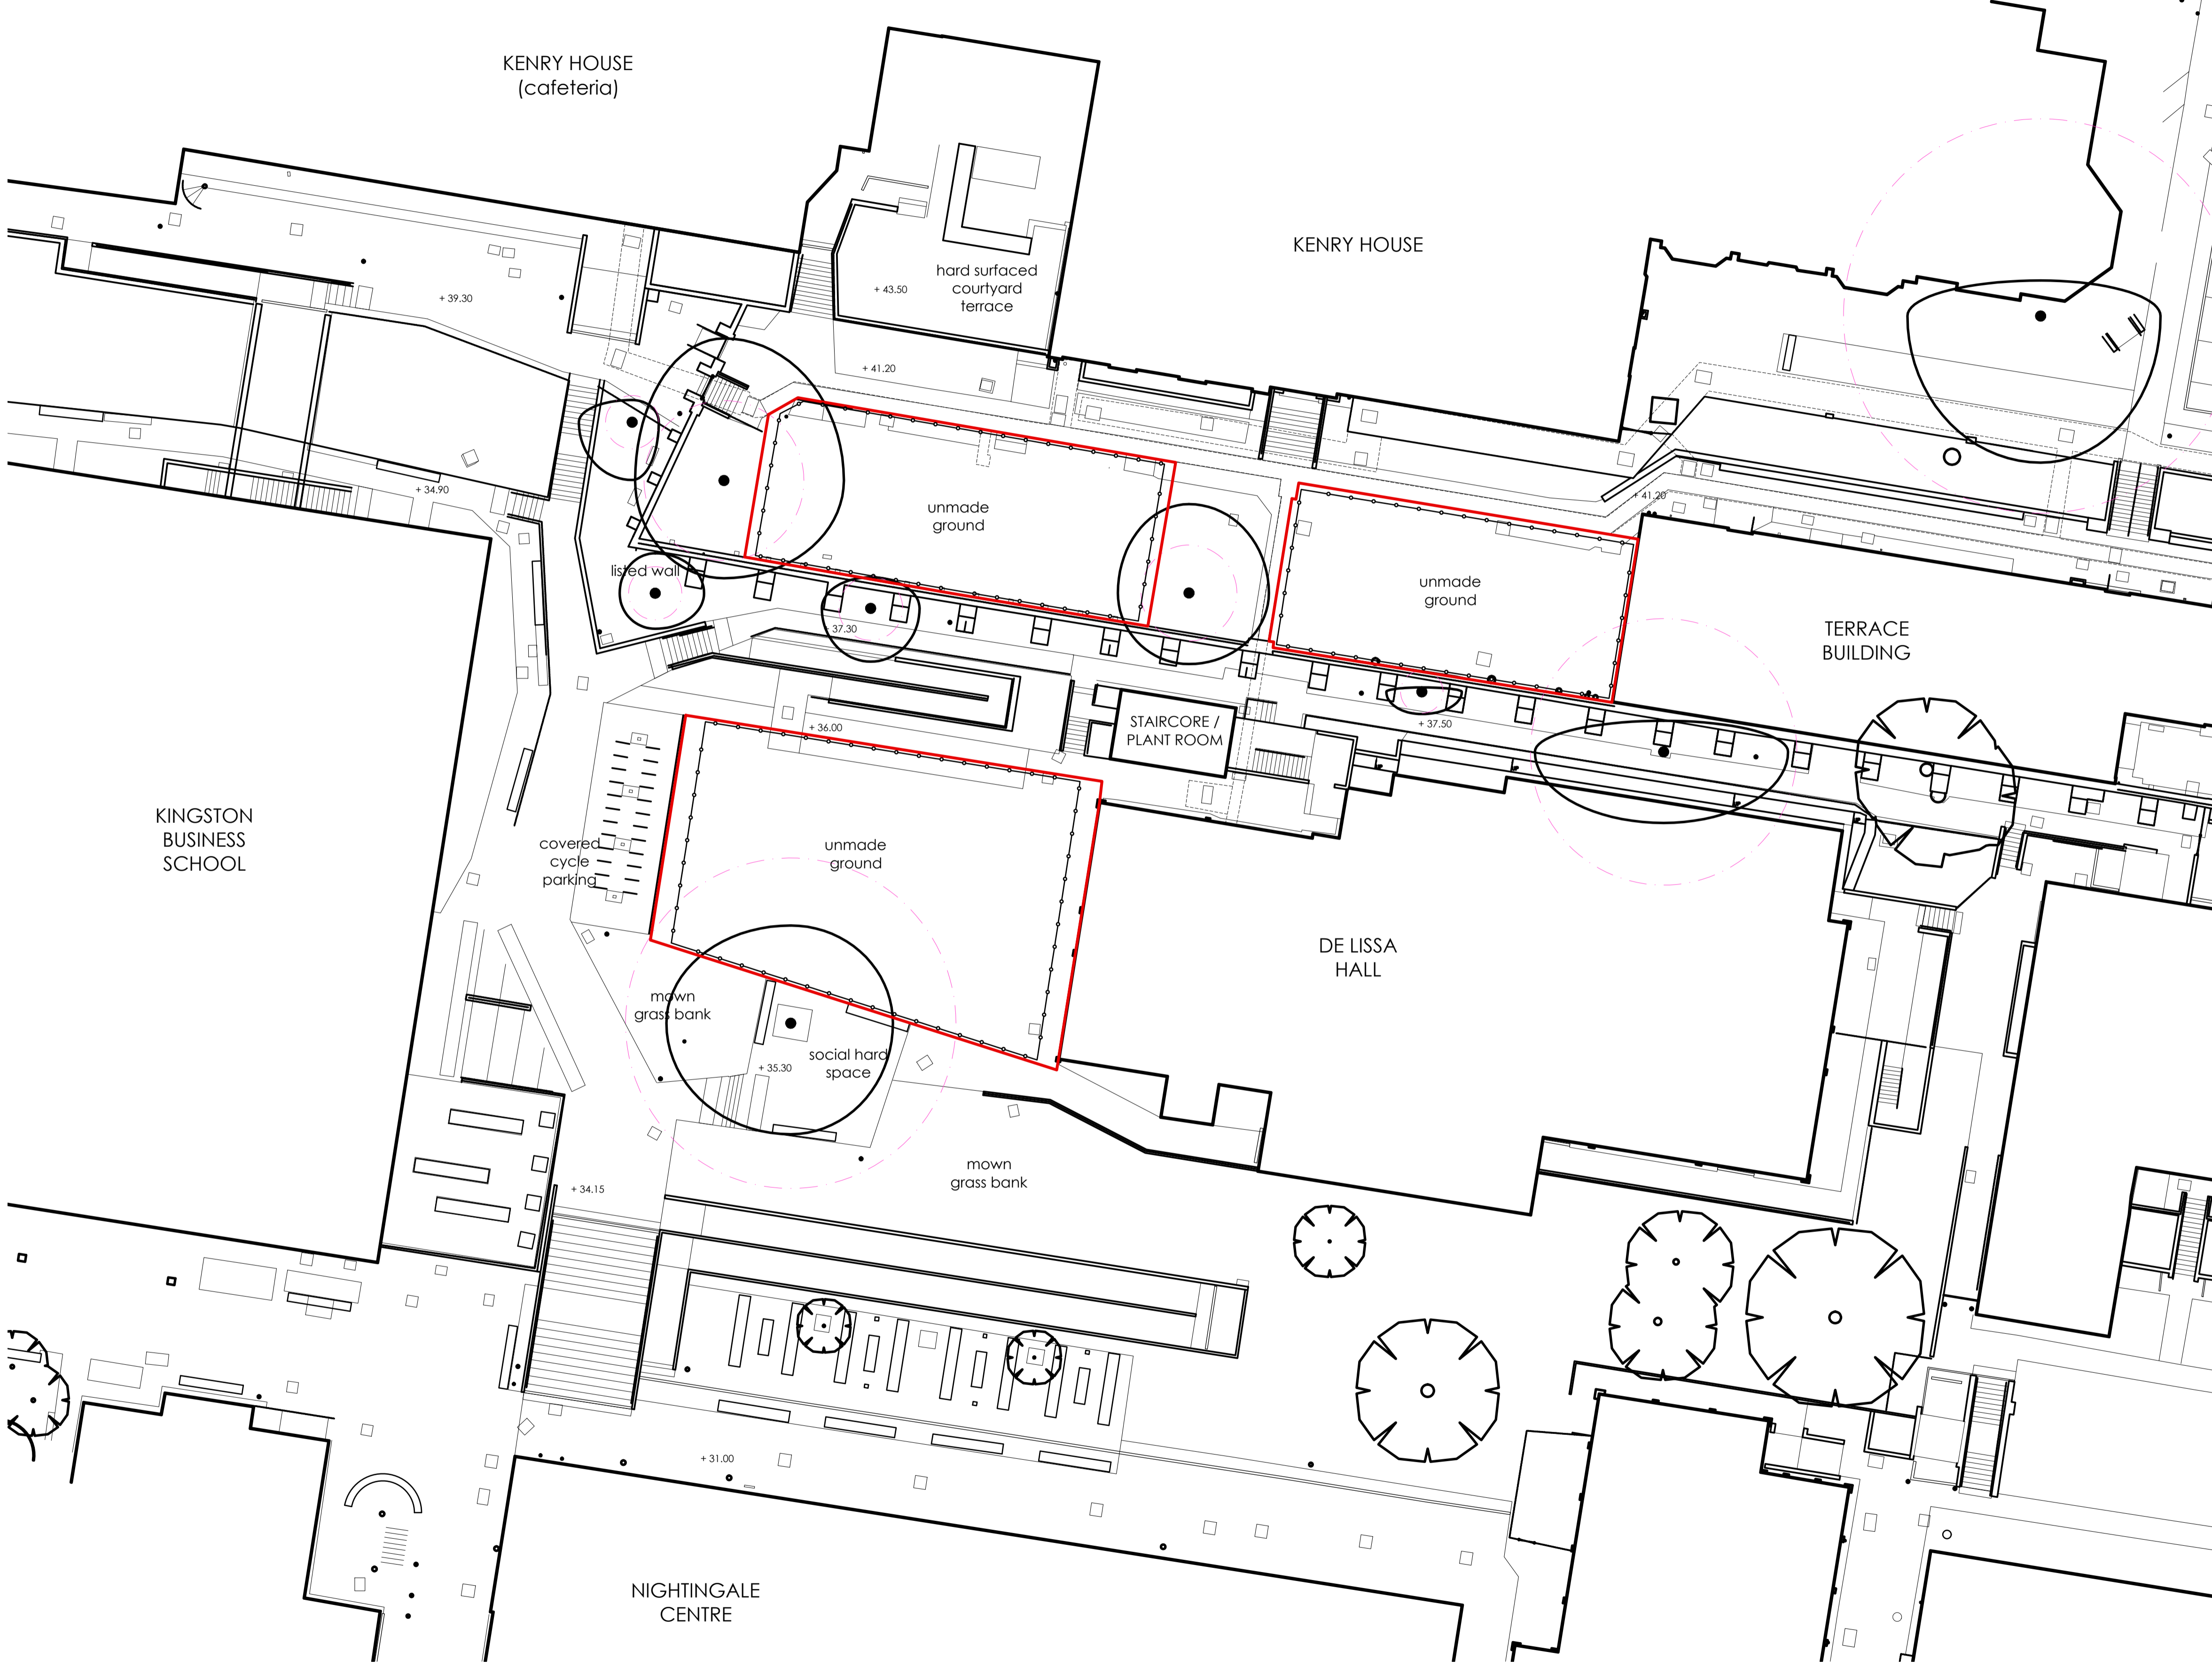 KENRY HOUSE
(cafeteria)
KENRY HOUSE
hard surfaced
courtyard
terrace
+ 43.50
+ 39.30
+ 41.20
+ 34.90
+ 41.20
unmade
ground
listed wall
unmade
ground
TERRACE
BUILDING
+ 37.30
STAIRCORE /
PLANT ROOM
+ 37.50
+ 36.00
KINGSTON
BUSINESS
SCHOOL
covered
cycle
parking
unmade
ground
DE LISSA
HALL
mown
grass bank
social hard
space
+ 35.30
mown
grass bank
+ 34.15
+ 31.00
NIGHTINGALE
CENTRE